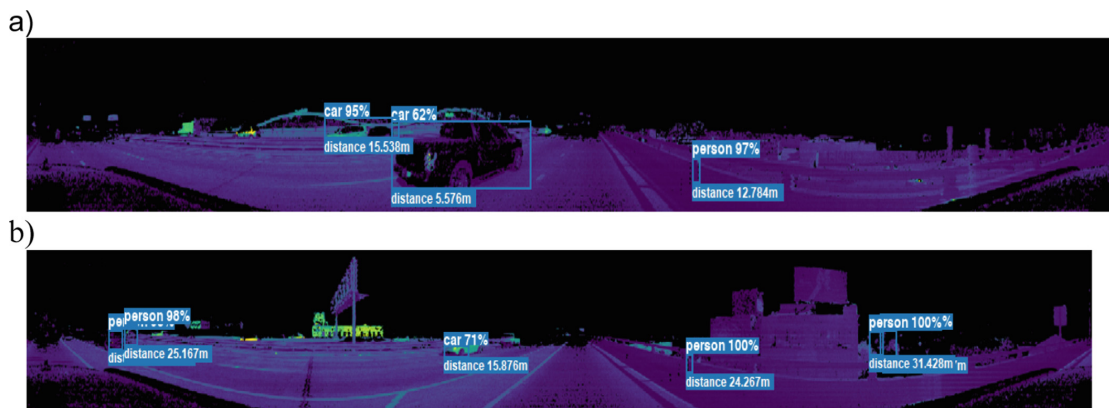 a)
car 95%
car 62%
distance 15.538m
distance 5.576m
person 97%
distance 12.784m
b)
person 98%
distance 25.167m
car 71%
distance 15.876m
person 100%
distance 24.267m
person 100%%
distance 31.428m